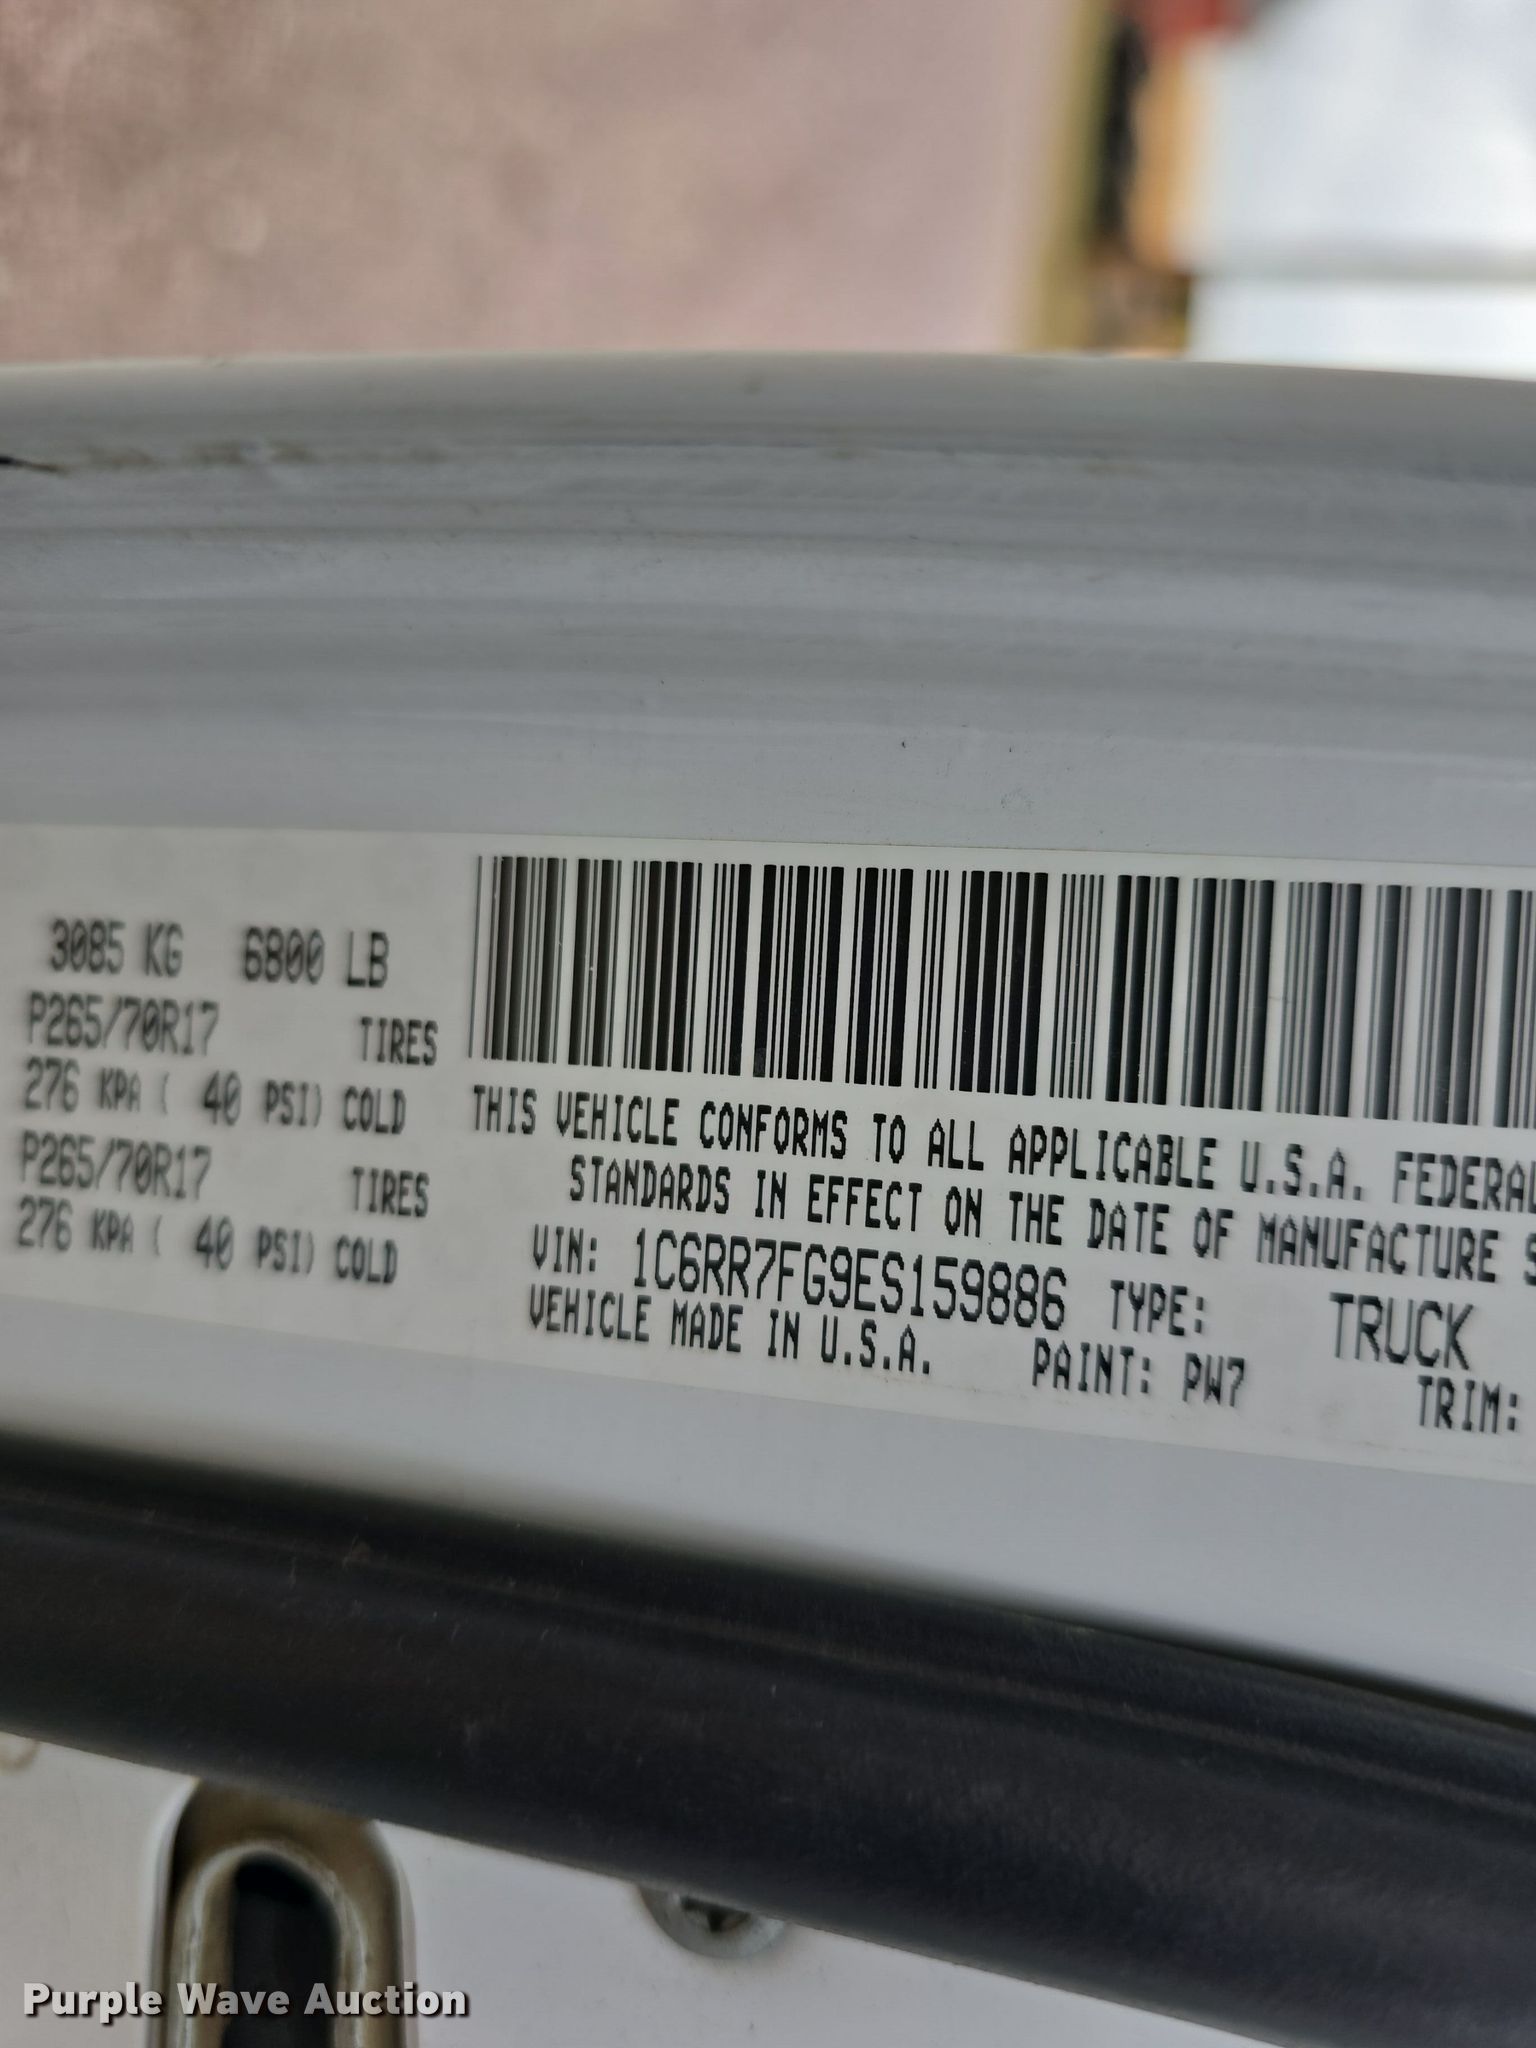 3085 KG 6800 LB
P265/70R17 TIRES
276 KPA ( 40 PSI) COLD
P265/70R17 TIRES
276 KPA ( 40 PSI) COLD
THIS VEHICLE CONFORMS TO ALL APPLICABLE U.S.A. FEDERAL
STANDARDS IN EFFECT ON THE DATE OF MANUFACTURE S
VIN: 1C6RR7FG9ES159886 TYPE: TRUCK
VEHICLE MADE IN U.S.A. PAINT: PW7 TRIM:
Purple Wave Auction